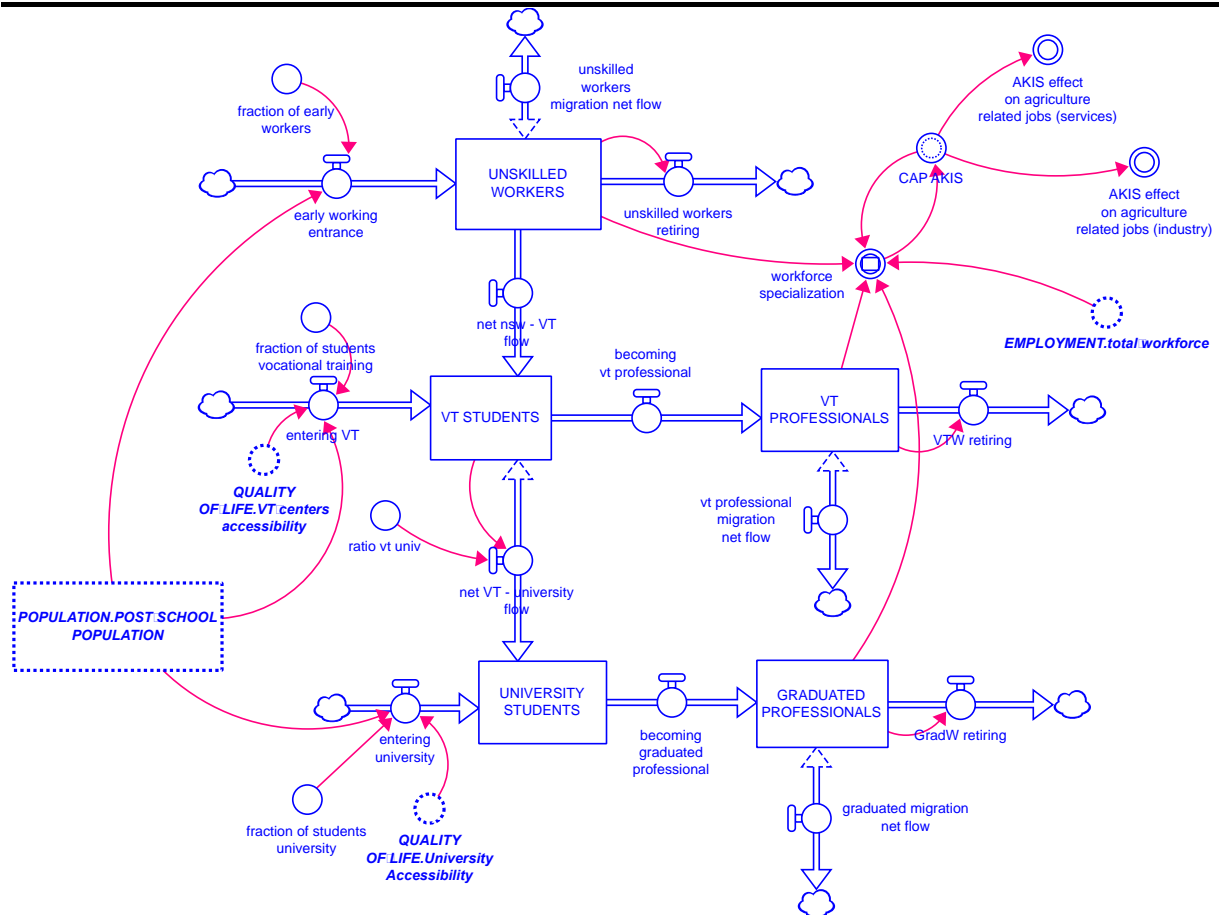 unskilled
workers
migration net flow
AKIS effect
on agriculture
related jobs (services)
fraction of early
workers
UNSKILLED
WORKERS
CAP AKIS
AKIS effect
on agriculture
related jobs (industry)
early working
entrance
unskilled workers
retiring
workforce
specialization
net nsw - VT
flow
fraction of students
vocational training
becoming
vt professional
EMPLOYMENT.total workforce
VT STUDENTS
VT
PROFESSIONALS
entering VT
VTW retiring
QUALITY
OF LIFE.VT centers
accessibility
vt professional
migration
net flow
ratio vt univ
net VT - university
flow
POPULATION.POST SCHOOL
POPULATION
UNIVERSITY
STUDENTS
GRADUATED
PROFESSIONALS
entering
university
becoming
graduated
professional
GradW retiring
fraction of students
university
QUALITY
OF LIFE.University
Accessibility
graduated migration
net flow